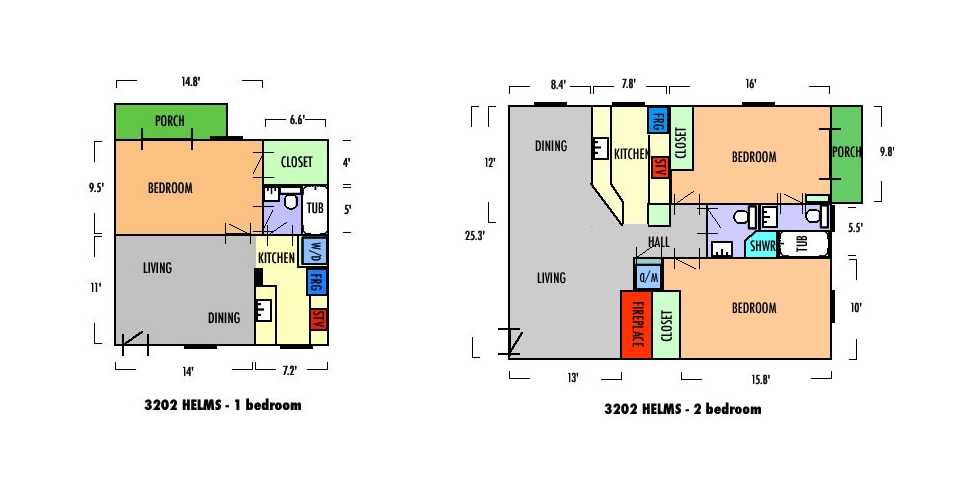 14.8'
PORCH
6.6'
CLOSET
4'
9.5'
BEDROOM
TUB
5'
KITCHEN
W/D
LIVING
FRG
11'
DINING
STV
14'
7.2'
3202 HELMS - 1 bedroom
8.4'
7.8'
16'
FRG
DINING
KITCHEN
CLOSET
BEDROOM
PORCH
9.8'
12'
STV
25.3'
HALL
SHWR
TUB
5.5'
LIVING
W/D
BEDROOM
10'
FIREPLACE
CLOSET
13'
15.8'
3202 HELMS - 2 bedroom